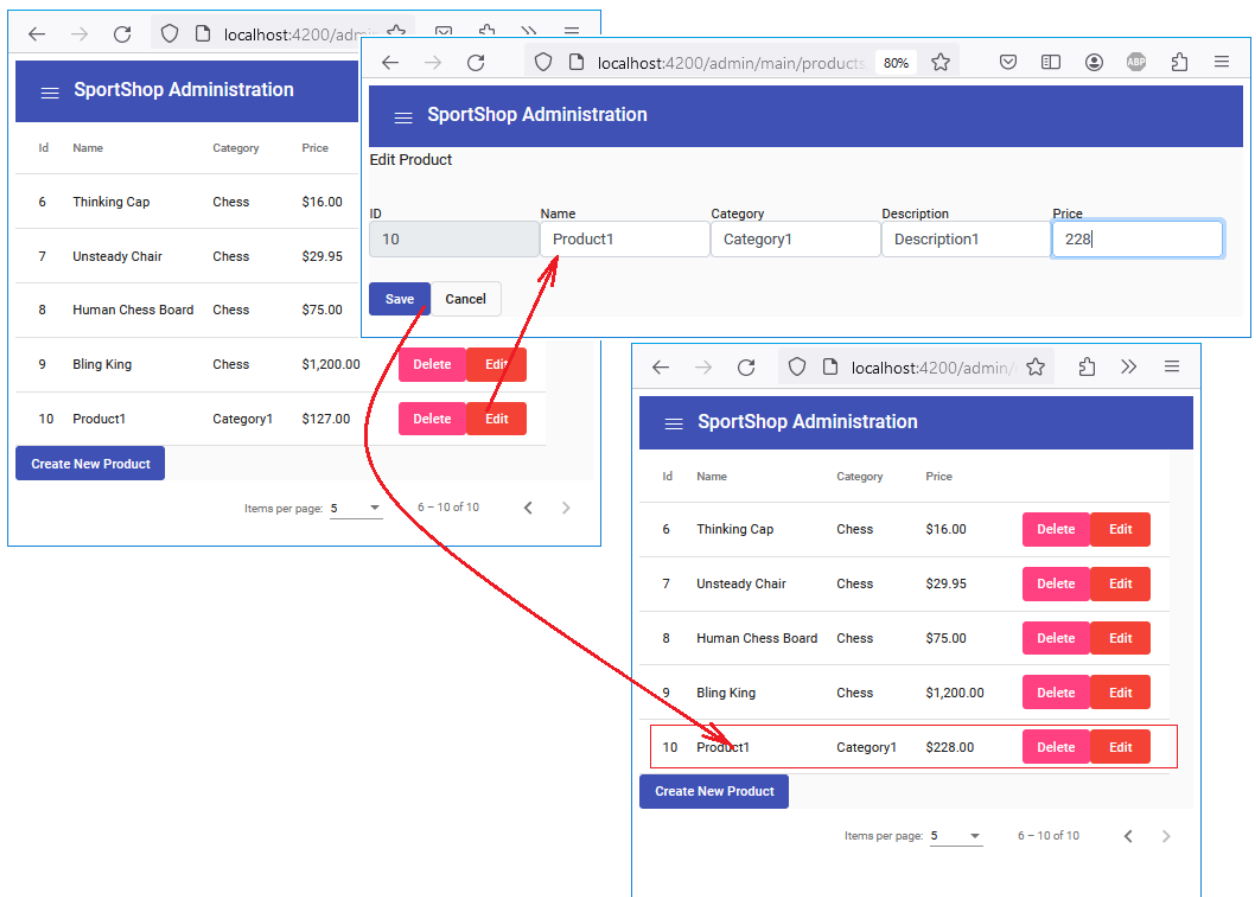 localhost:4200/adm
SportShop Administration
Id Name Category Price
6 Thinking Cap Chess $16.00
7 Unsteady Chair Chess $29.95
8 Human Chess Board Chess $75.00
9 Bling King Chess $1,200.00 Delete Edit
10 Product1 Category1 $127.00 Delete Edit
Create New Product
Items per page: 5 6 – 10 of 10
localhost:4200/admin/main/products 80% ABP
SportShop Administration
Edit Product
ID Name Category Description Price
10 Product1 Category1 Description1 228
Save Cancel
localhost:4200/admin/
SportShop Administration
Id Name Category Price
6 Thinking Cap Chess $16.00 Delete Edit
7 Unsteady Chair Chess $29.95 Delete Edit
8 Human Chess Board Chess $75.00 Delete Edit
9 Bling King Chess $1,200.00 Delete Edit
10 Product1 Category1 $228.00 Delete Edit
Create New Product
Items per page: 5 6 – 10 of 10